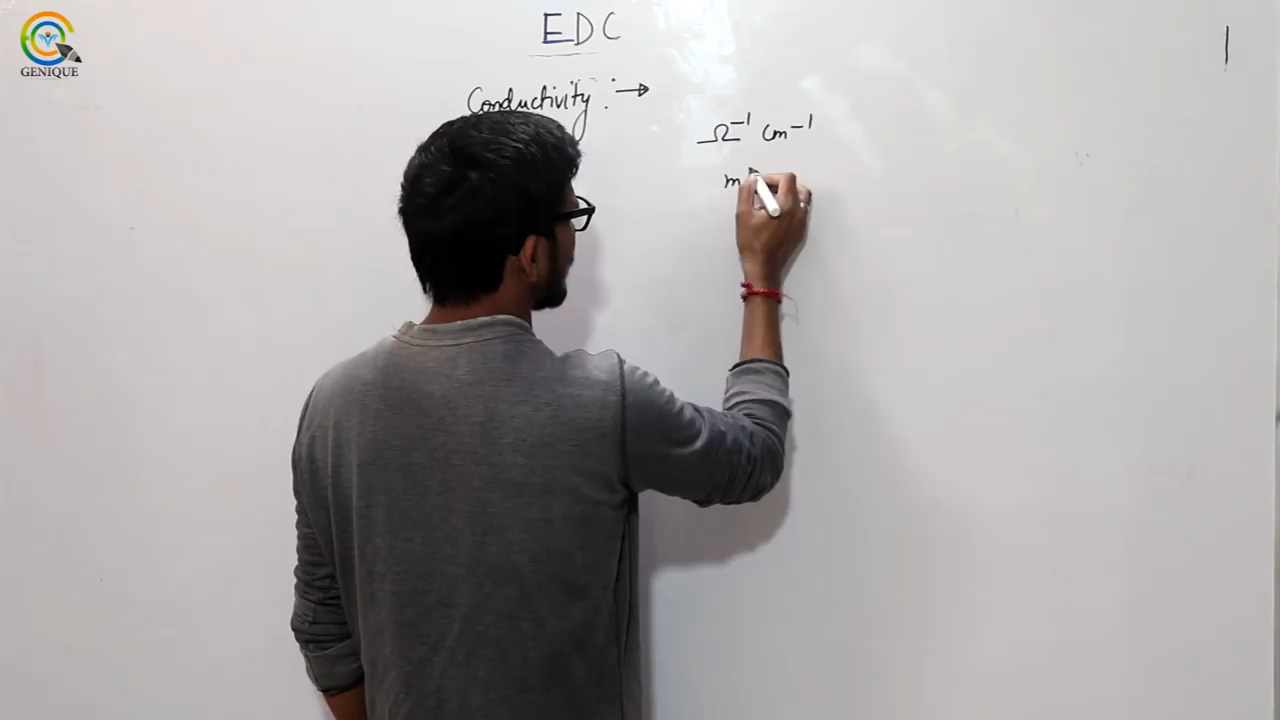 GENIQUE
EDC
Conductivity : →
Ω⁻¹ cm⁻¹
m